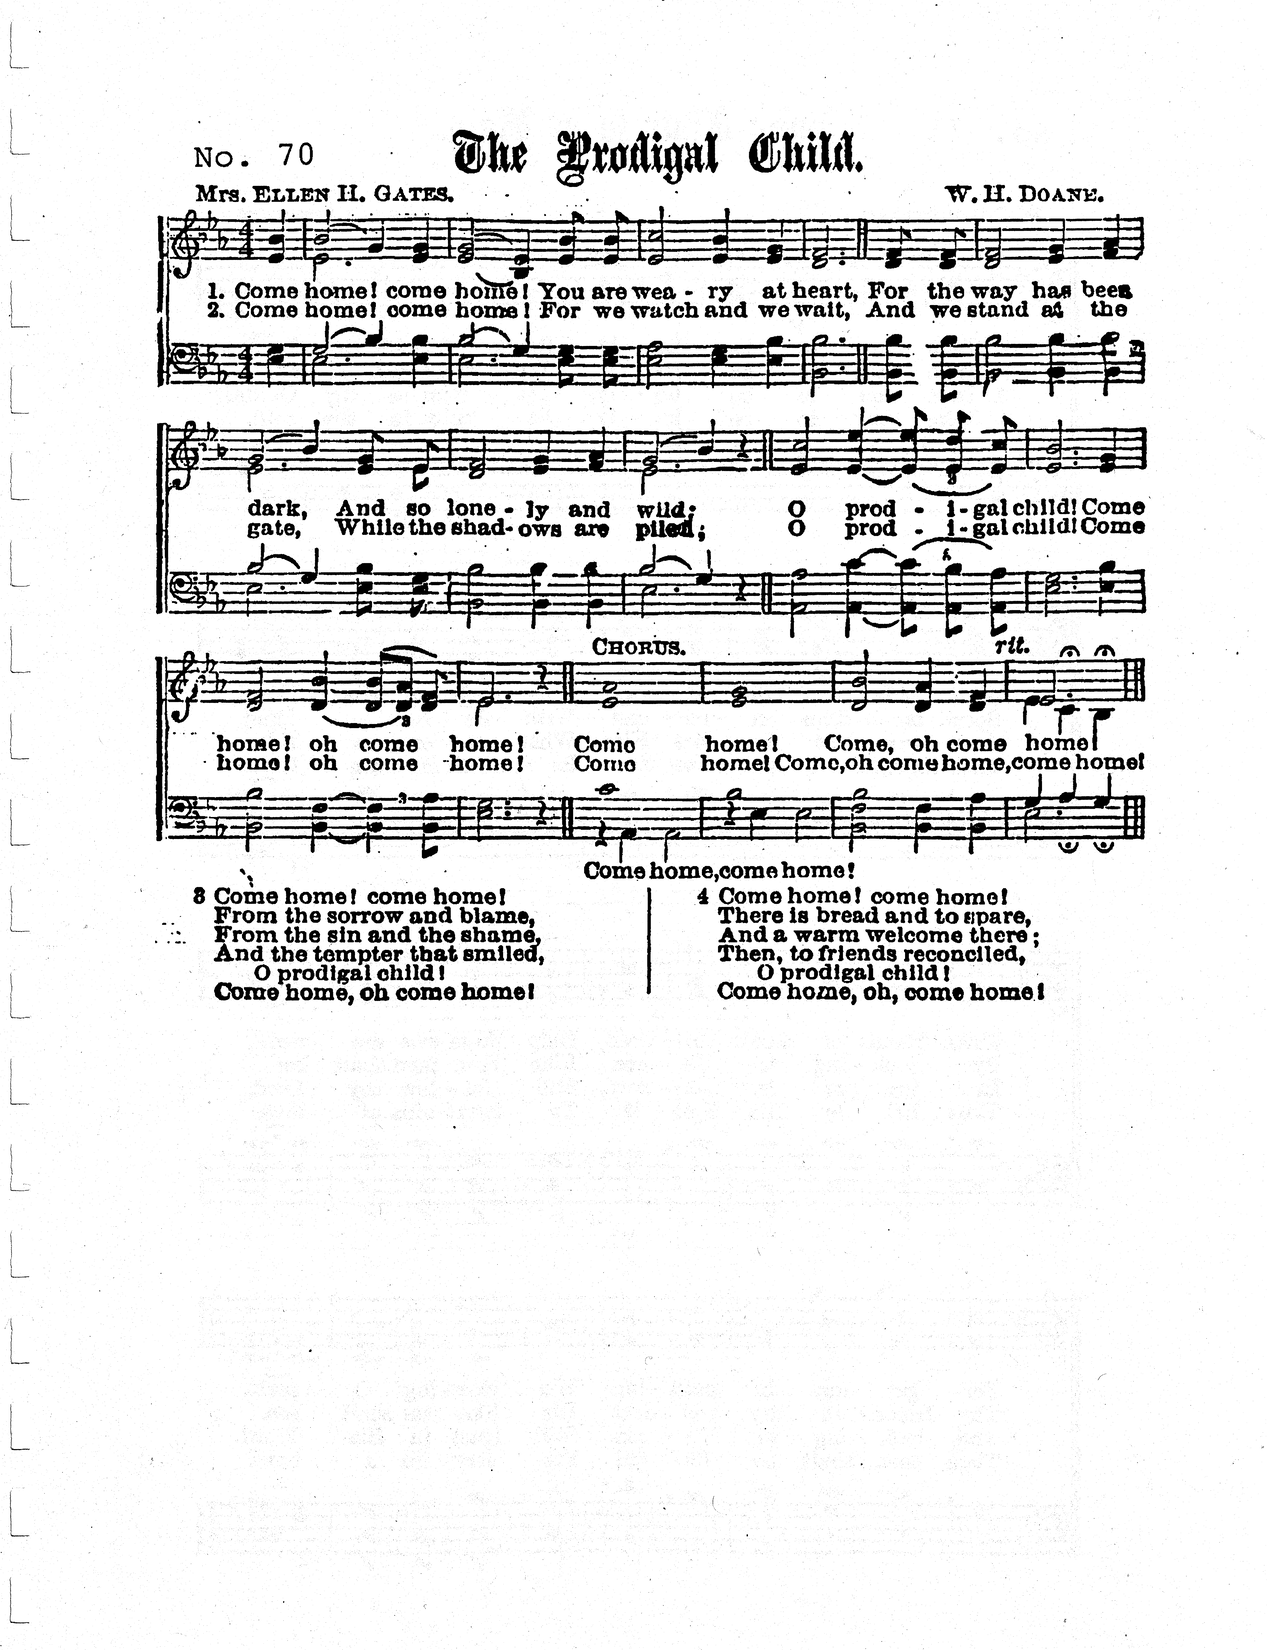 No. 70
The Prodigal Child.
Mrs. ELLEN H. GATES.
W. H. DOANE.
1. Come home! come home! You are wea - ry at heart, For the way has been
2. Come home! come home! For we watch and we wait, And we stand at the
dark, And so lone - ly and wild; O prod - i - gal child! Come
gate, While the shad - ows are piled; O prod - i - gal child! Come
CHORUS.
rit.
home! oh come home! Come home! Come, oh come home!
home! oh come home! Come home! Come, oh come home, come home!
Come home, come home!
3 Come home! come home!
From the sorrow and blame,
From the sin and the shame,
And the tempter that smiled,
O prodigal child!
Come home, oh come home!
4 Come home! come home!
There is bread and to spare,
And a warm welcome there;
Then, to friends reconciled,
O prodigal child!
Come home, oh, come home!